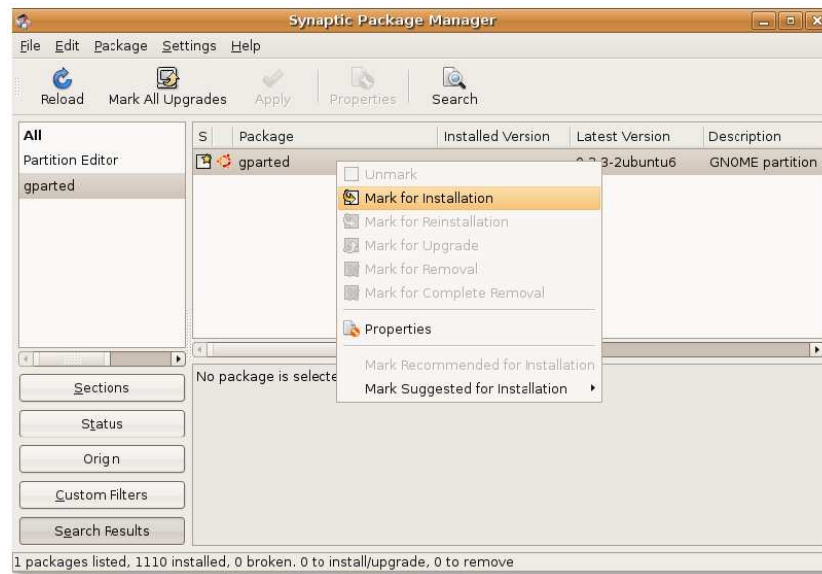 Synaptic Package Manager
File Edit Package Settings Help
Reload Mark All Upgrades Apply Properties Search
All
Partition Editor
gparted
S Package Installed Version Latest Version Description
gparted 3-2ubuntu6 GNOME partition
Unmark
Mark for Installation
Mark for Reinstallation
Mark for Upgrade
Mark for Removal
Mark for Complete Removal
Properties
Mark Recommended for Installation
Mark Suggested for Installation
No package is selecte
Sections
Status
Orign
Custom Filters
Search Results
1 packages listed, 1110 installed, 0 broken. 0 to install/upgrade, 0 to remove